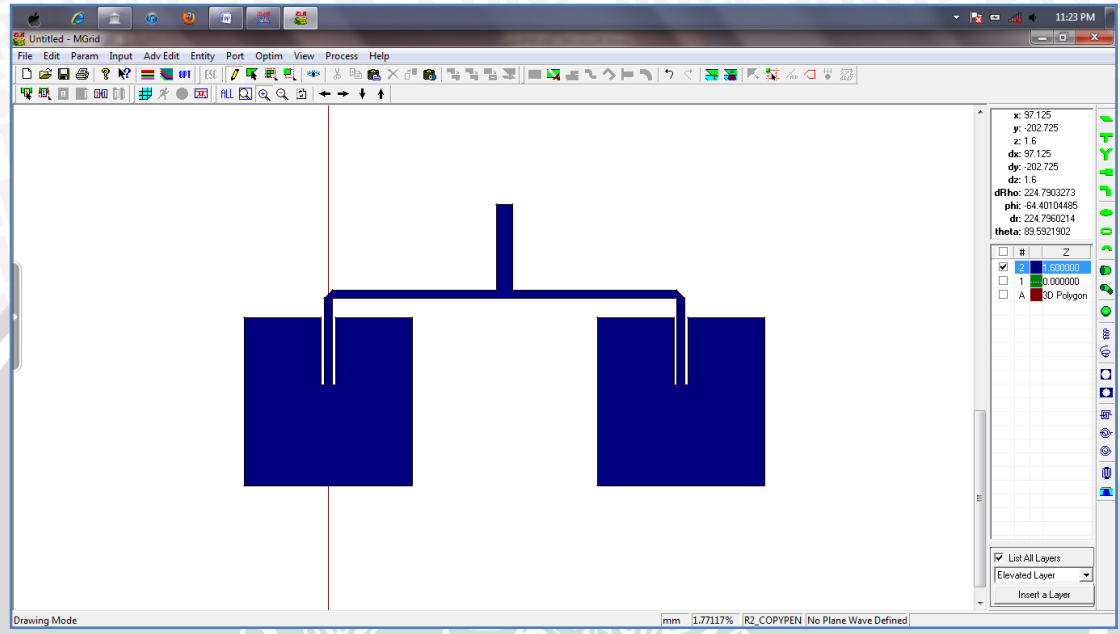 11:23 PM
Untitled - MGrid
File Edit Param Input Adv Edit Entity Port Optim View Process Help
OPT ESC
ALL
x: 97.125
y: -202.725
z: 1.6
dx: 97.125
dy: -202.725
dz: 1.6
dRho: 224.7903273
phi: -64.40104485
dr: 224.7960214
theta: 89.5921902
# Z
2 1.600000
1 0.000000
A 3D Polygon
List All Layers
Elevated Layer
Insert a Layer
Drawing Mode mm 1.77117% R2_COPYPEN No Plane Wave Defined